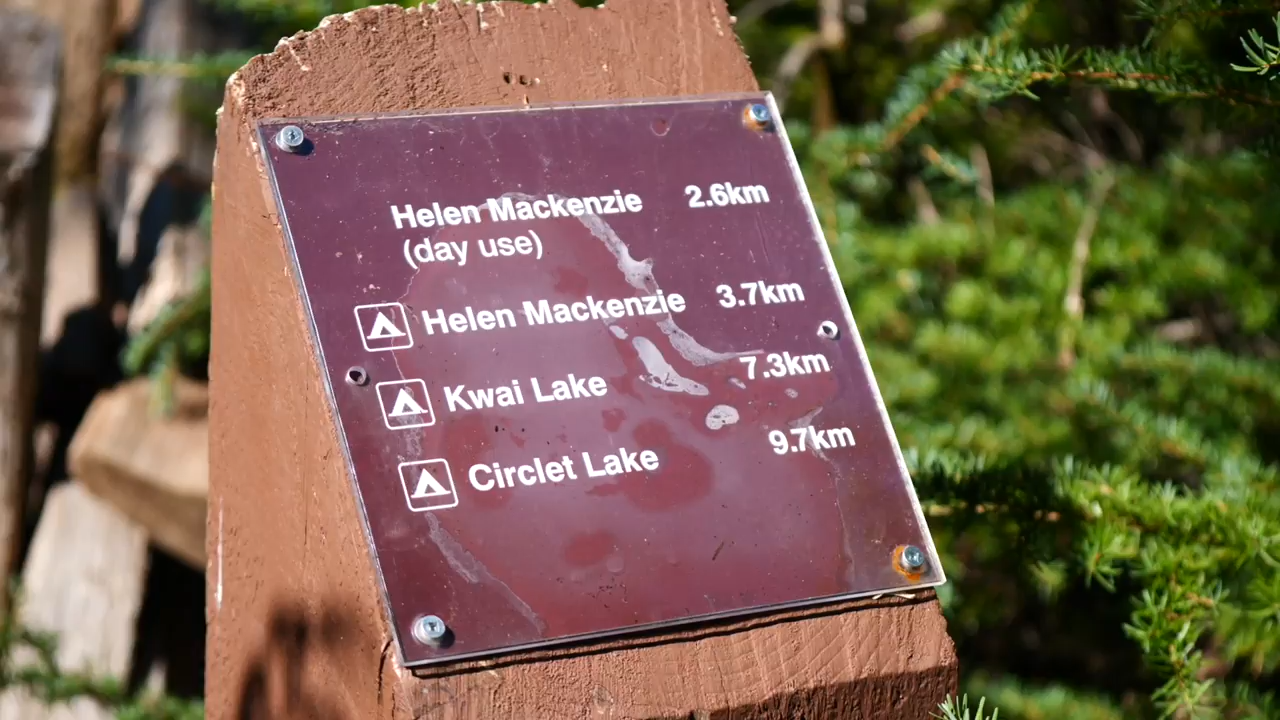 Helen Mackenzie 2.6km
(day use)
Helen Mackenzie 3.7km
Kwai Lake 7.3km
Circlet Lake 9.7km